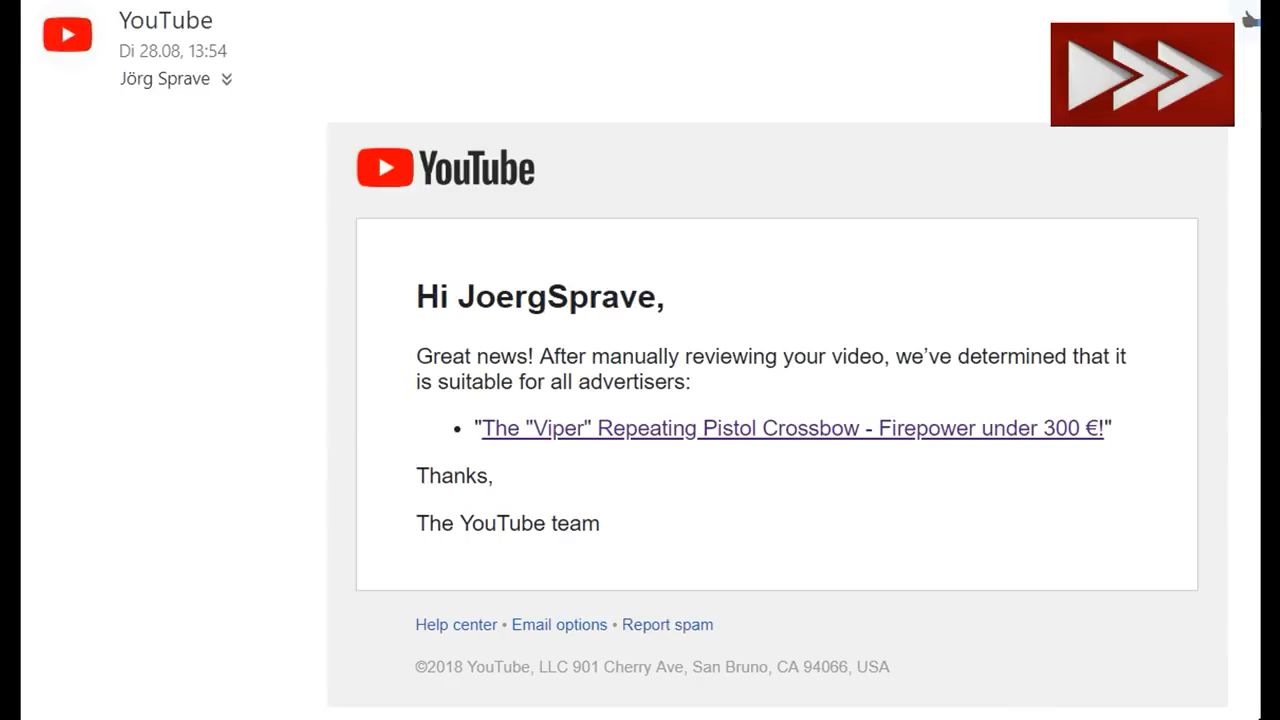 YouTube
Di 28.08, 13:54
Jörg Sprave
YouTube
Hi JoergSprave,
Great news! After manually reviewing your video, we’ve determined that it
is suitable for all advertisers:
• "The "Viper" Repeating Pistol Crossbow - Firepower under 300 €!"
Thanks,
The YouTube team
Help center • Email options • Report spam
©2018 YouTube, LLC 901 Cherry Ave, San Bruno, CA 94066, USA